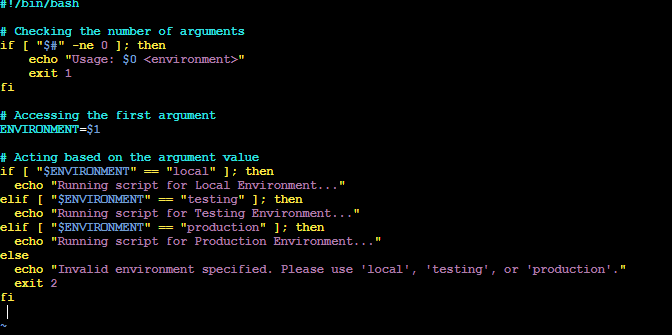 #!/bin/bash
# Checking the number of arguments
if [ "$#" -ne 0 ]; then
    echo "Usage: $0 <environment>"
    exit 1
fi
# Accessing the first argument
ENVIRONMENT=$1
# Acting based on the argument value
if [ "$ENVIRONMENT" == "local" ]; then
  echo "Running script for Local Environment..."
elif [ "$ENVIRONMENT" == "testing" ]; then
  echo "Running script for Testing Environment..."
elif [ "$ENVIRONMENT" == "production" ]; then
  echo "Running script for Production Environment..."
else
  echo "Invalid environment specified. Please use 'local', 'testing', or 'production'."
  exit 2
fi
~